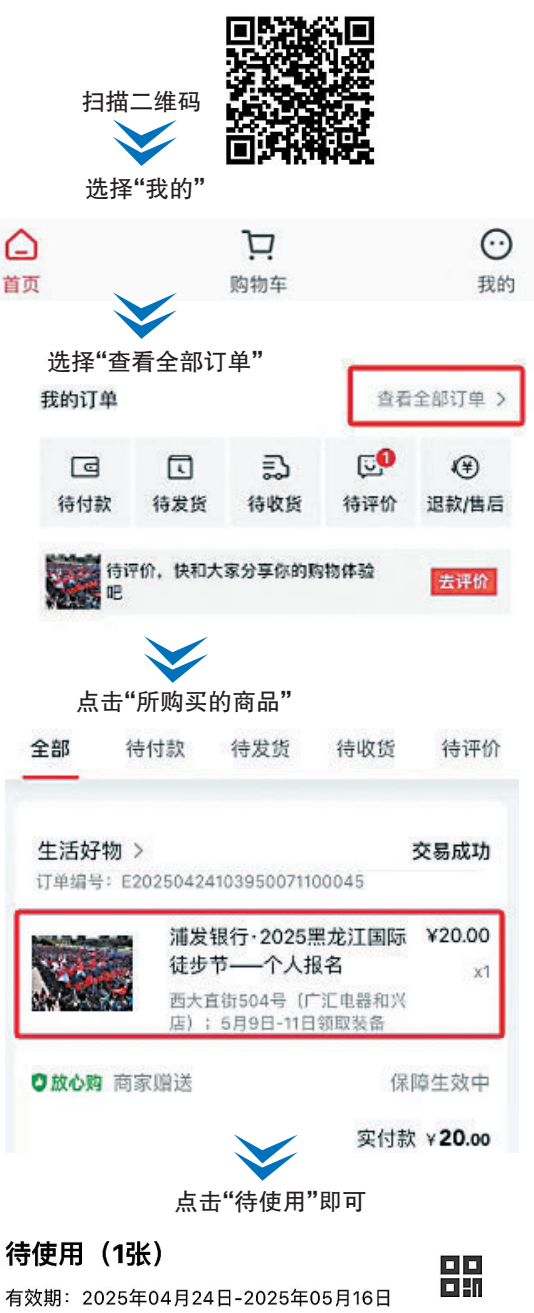 扫描二维码
选择“我的”
首页
购物车
我的
选择“查看全部订单”
我的订单
查看全部订单 >
1
待付款
待发货
待收货
待评价
退款/售后
待评价，快和大家分享你的购物体验
吧
去评价
点击“所购买的商品”
全部
待付款
待发货
待收货
待评价
生活好物 >
交易成功
订单编号：E20250424103950071100045
浦发银行·2025黑龙江国际
¥20.00
徒步节——个人报名
x1
西大直街504号（广汇电器和兴
店）；5月9日-11日领取装备
放心购 商家赠送
保障生效中
实付款 ¥20.00
点击“待使用”即可
待使用（1张）
有效期：2025年04月24日-2025年05月16日